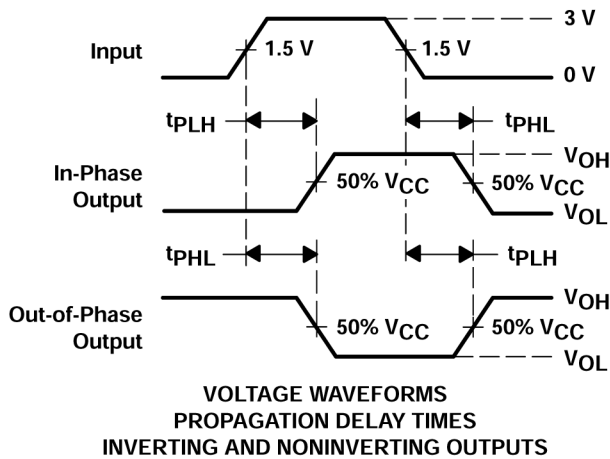 3 V
Input
1.5 V
1.5 V
0 V
tPLH
tPHL
VOH
In-Phase
Output
50% VCC
50% VCC
VOL
tPHL
tPLH
VOH
Out-of-Phase
Output
50% VCC
50% VCC
VOL
VOLTAGE WAVEFORMS
PROPAGATION DELAY TIMES
INVERTING AND NONINVERTING OUTPUTS